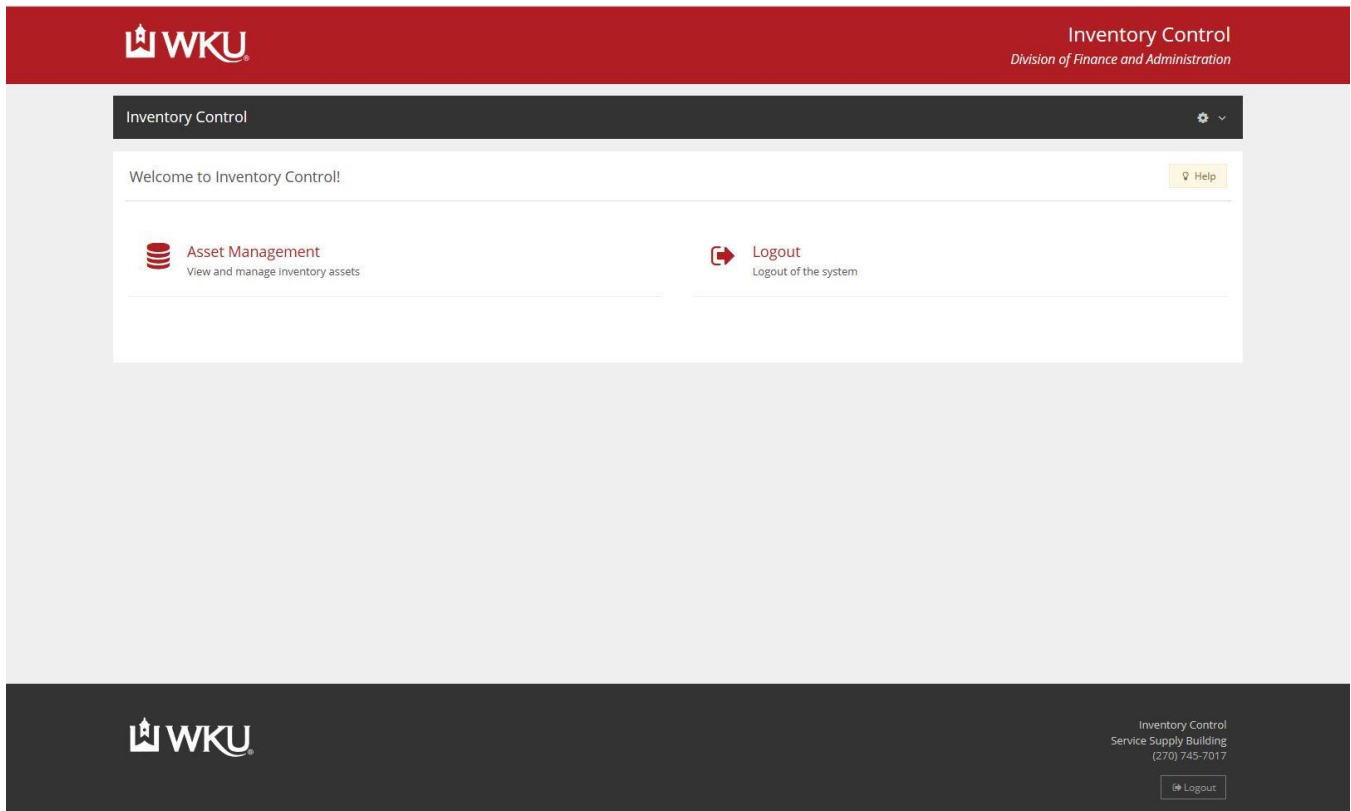 WKU
Inventory Control
Division of Finance and Administration
Inventory Control
Welcome to Inventory Control!
Help
Asset Management
View and manage inventory assets
Logout
Logout of the system
WKU
Inventory Control
Service Supply Building
(270) 745-7017
Logout